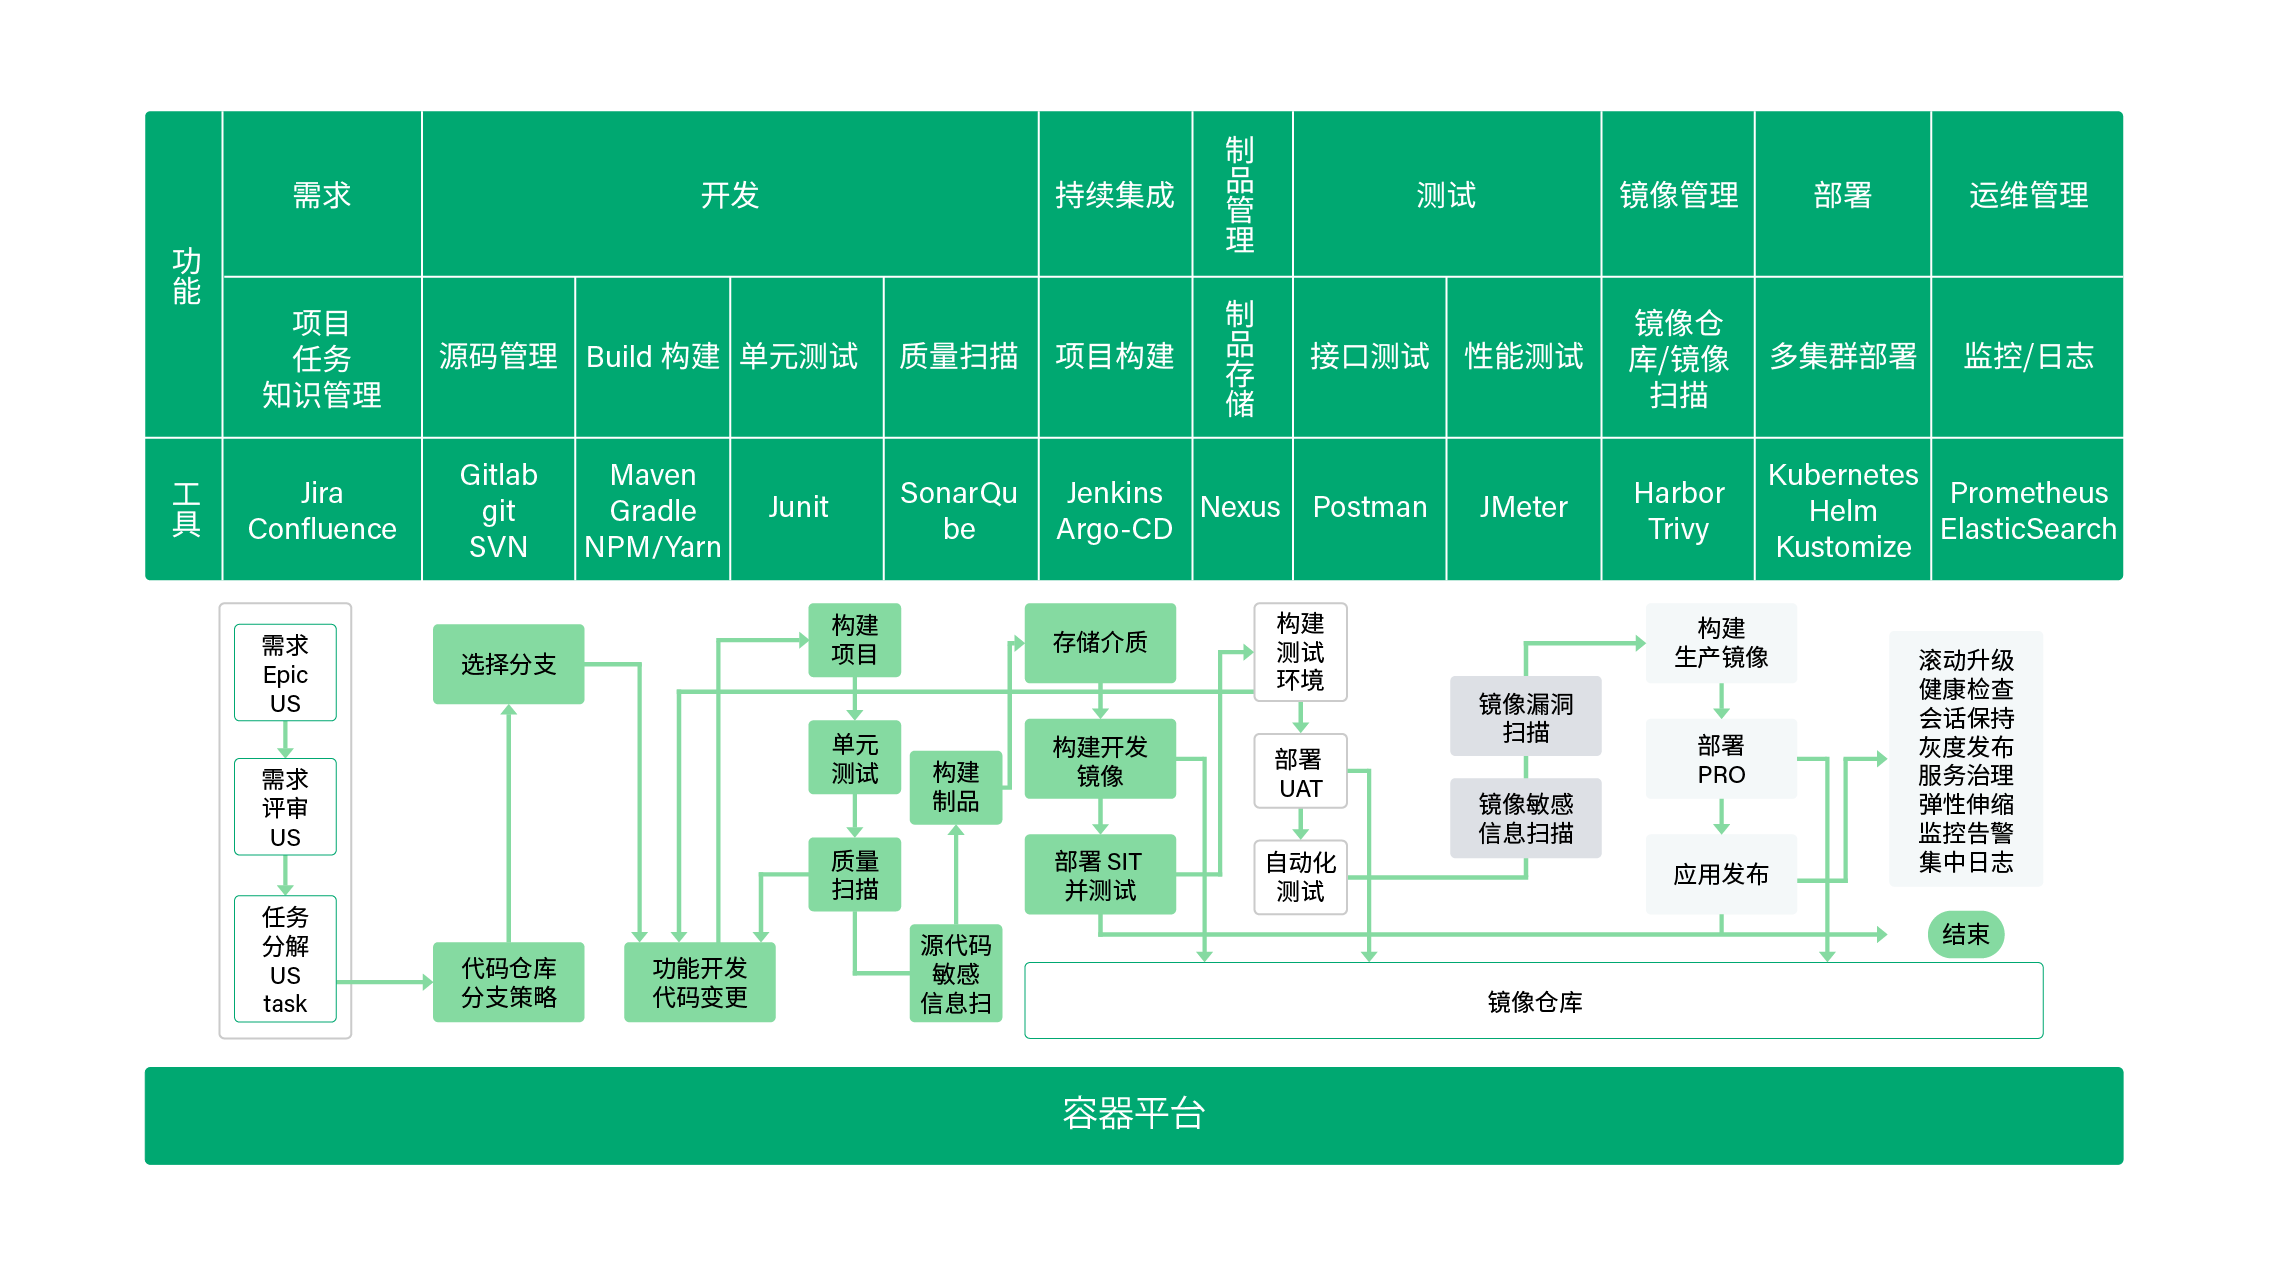 功能
需求
开发
持续集成
制品管理
测试
镜像管理
部署
运维管理
项目
任务
知识管理
源码管理
Build 构建
单元测试
质量扫描
项目构建
制品存储
接口测试
性能测试
镜像仓
库/镜像
扫描
多集群部署
监控/日志
工具
Jira
Confluence
Gitlab
git
SVN
Maven
Gradle
NPM/Yarn
Junit
SonarQu
be
Jenkins
Argo-CD
Nexus
Postman
JMeter
Harbor
Trivy
Kubernetes
Helm
Kustomize
Prometheus
ElasticSearch
需求
Epic
US
需求
评审
US
任务
分解
US
task
选择分支
代码仓库
分支策略
功能开发
代码变更
构建
项目
单元
测试
质量
扫描
构建
制品
源代码
敏感
信息扫
存储介质
构建开发
镜像
部署 SIT
并测试
构建
测试
环境
部署
UAT
自动化
测试
镜像漏洞
扫描
镜像敏感
信息扫描
构建
生产镜像
部署
PRO
应用发布
滚动升级
健康检查
会话保持
灰度发布
服务治理
弹性伸缩
监控告警
集中日志
结束
镜像仓库
容器平台